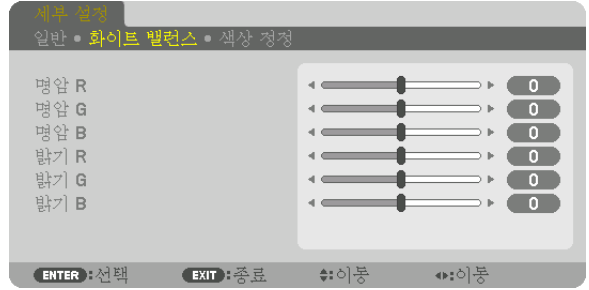 세부 설정
일반 • 화이트 밸런스 • 색상 정정
명암 R 0
명암 G 0
명암 B 0
밝기 R 0
밝기 G 0
밝기 B 0
ENTER :선택 EXIT :종료 :이동 :이동